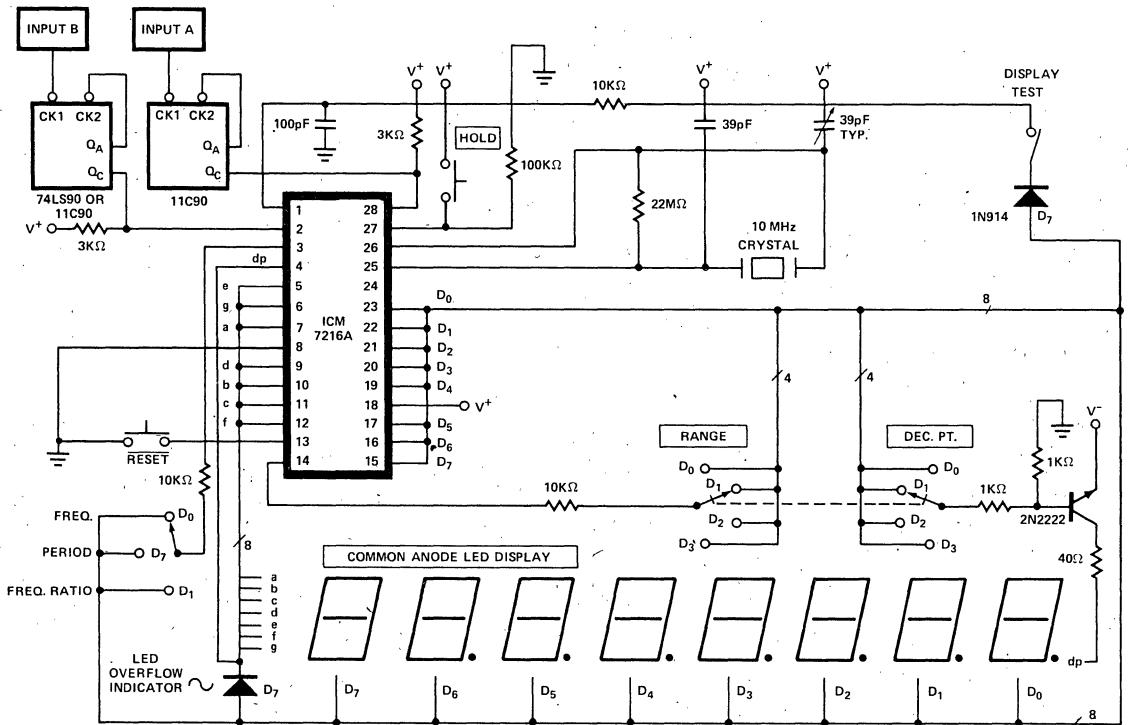 INPUT B
INPUT A
CK1 CK2
QA
QC
74LS90 OR
11C90
CK1 CK2
QA
QC
11C90
V+
3KΩ
100pF
V+
3KΩ
V+
HOLD
100KΩ
10KΩ
V+
39pF
V+
39pF
TYP.
22MΩ
10 MHz
CRYSTAL
DISPLAY
TEST
1N914
D7
ICM
7216A
1
2
3
4
5
6
7
8
9
10
11
12
13
14
28
27
26
25
24
23
22
21
20
19
18
17
16
15
dp
e
g
a
d
b
c
f
D0
D1
D2
D3
D4
V+
D5
D6
D7
8
4
4
RESET
10KΩ
FREQ.
D0
PERIOD
D7
FREQ. RATIO
D1
8
a
b
c
d
e
f
g
LED
OVERFLOW
INDICATOR
D7
10KΩ
RANGE
D0
D1
D2
D3
DEC. PT.
D0
D1
D2
D3
1KΩ
1KΩ
V-
2N2222
40Ω
dp
COMMON ANODE LED DISPLAY
D7
D6
D5
D4
D3
D2
D1
D0
8